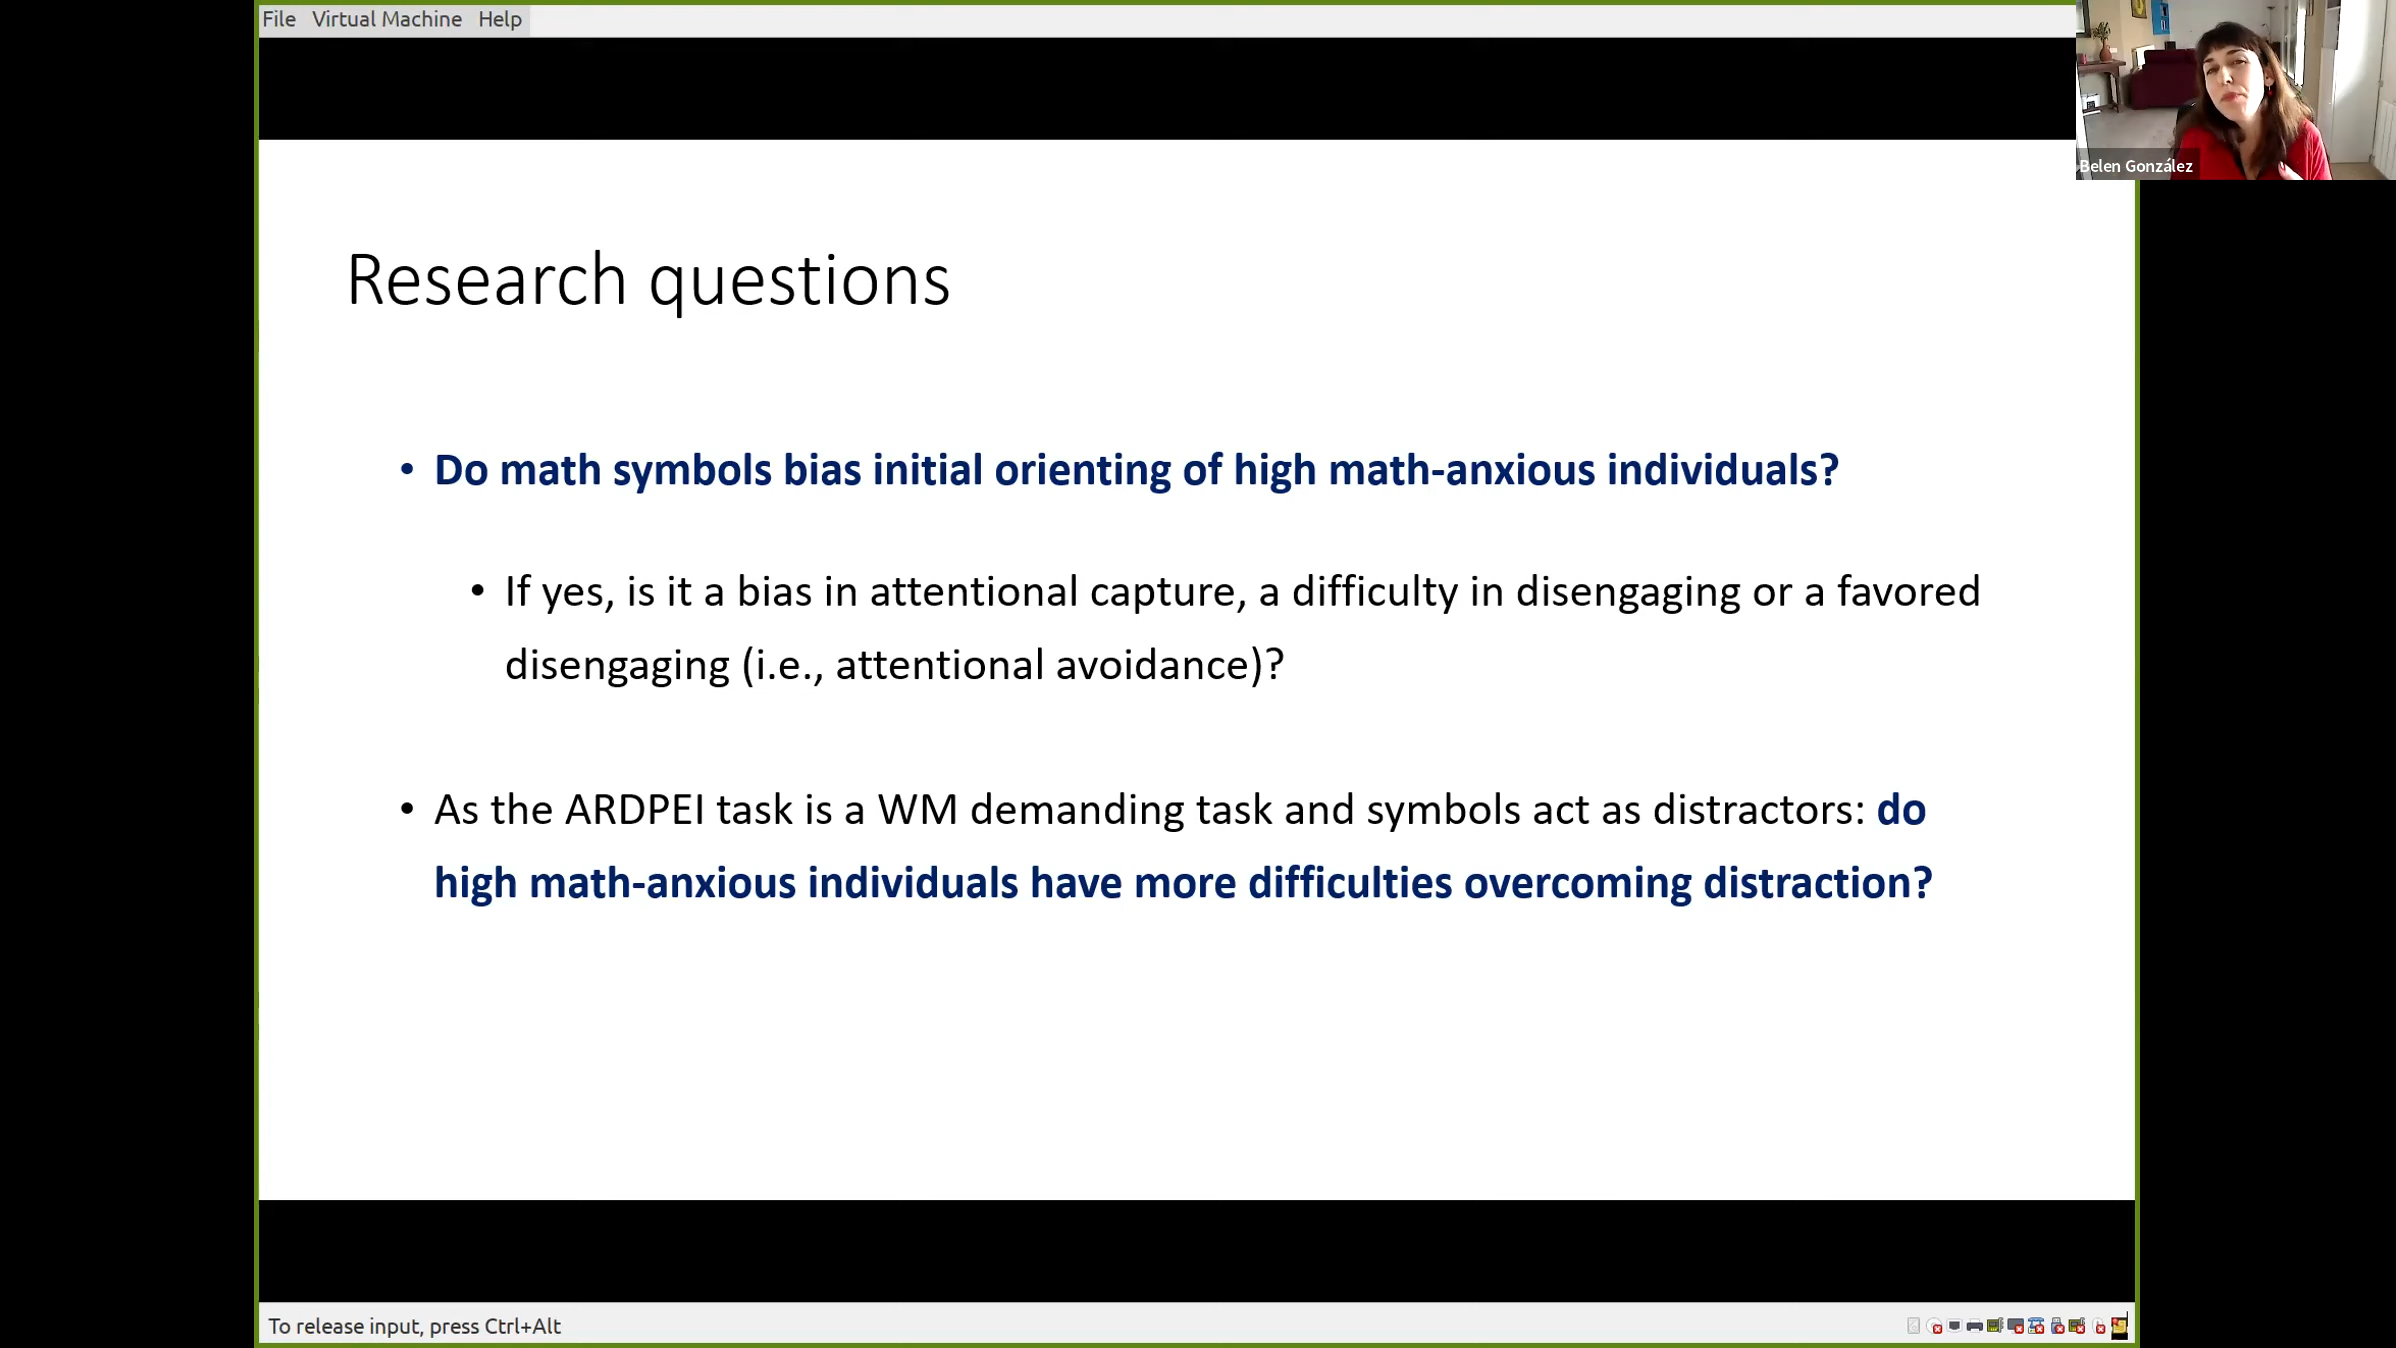 File Virtual Machine Help
Belen González
Research questions
• Do math symbols bias initial orienting of high math-anxious individuals?
• If yes, is it a bias in attentional capture, a difficulty in disengaging or a favored
disengaging (i.e., attentional avoidance)?
• As the ARDPEI task is a WM demanding task and symbols act as distractors: do
high math-anxious individuals have more difficulties overcoming distraction?
To release input, press Ctrl+Alt